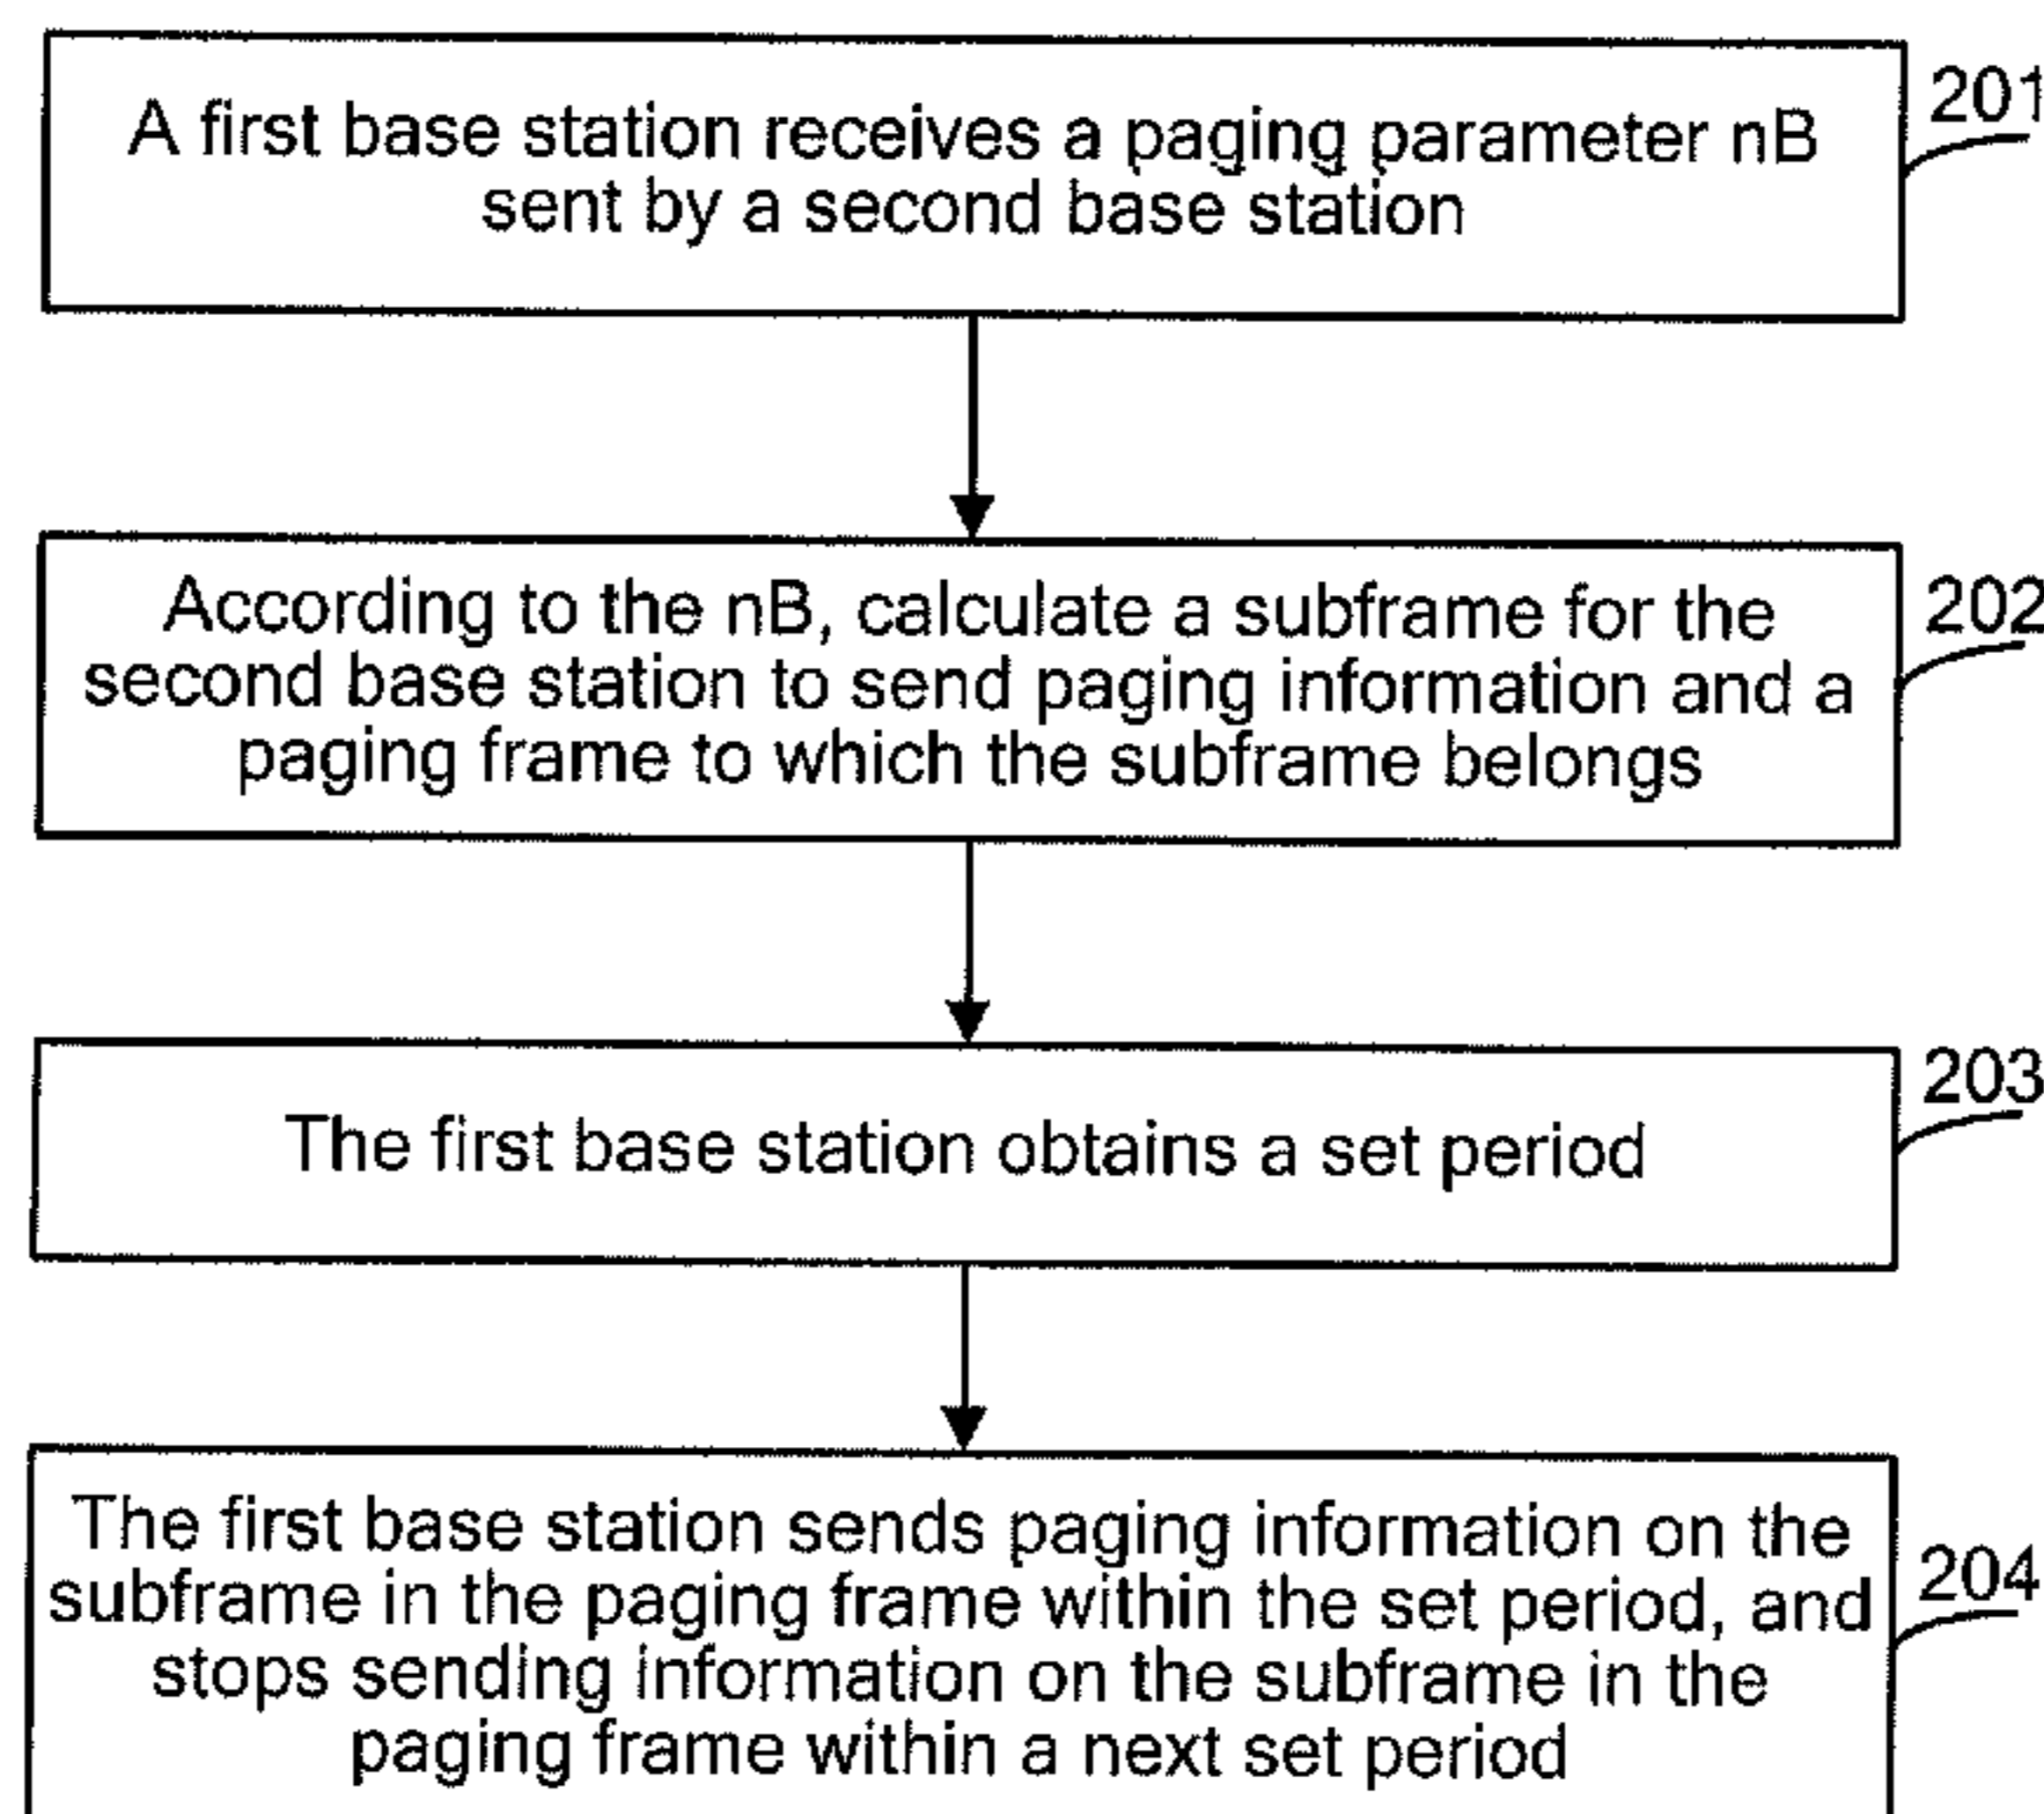 A first base station receives a paging parameter nB
sent by a second base station
201
According to the nB, calculate a subframe for the
second base station to send paging information and a
paging frame to which the subframe belongs
202
The first base station obtains a set period
203
The first base station sends paging information on the
subframe in the paging frame within the set period, and
stops sending information on the subframe in the
paging frame within a next set period
204